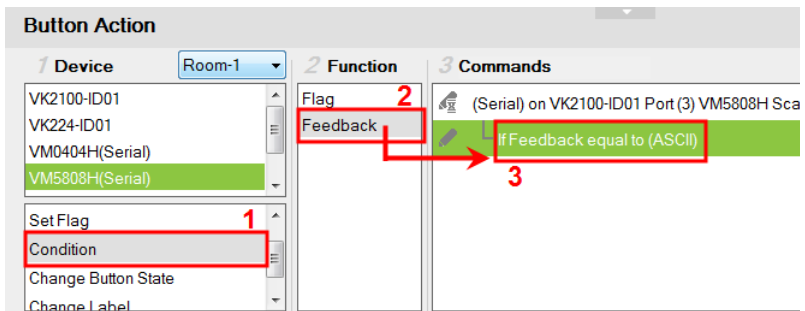 Button Action
1 Device
Room-1
2 Function
3 Commands
VK2100-ID01
VK224-ID01
VM0404H(Serial)
VM5808H(Serial)
Set Flag
1
Condition
Change Button State
Change Label
Flag
2
Feedback
(Serial) on VK2100-ID01 Port (3) VM5808H Sca
If Feedback equal to (ASCII)
3